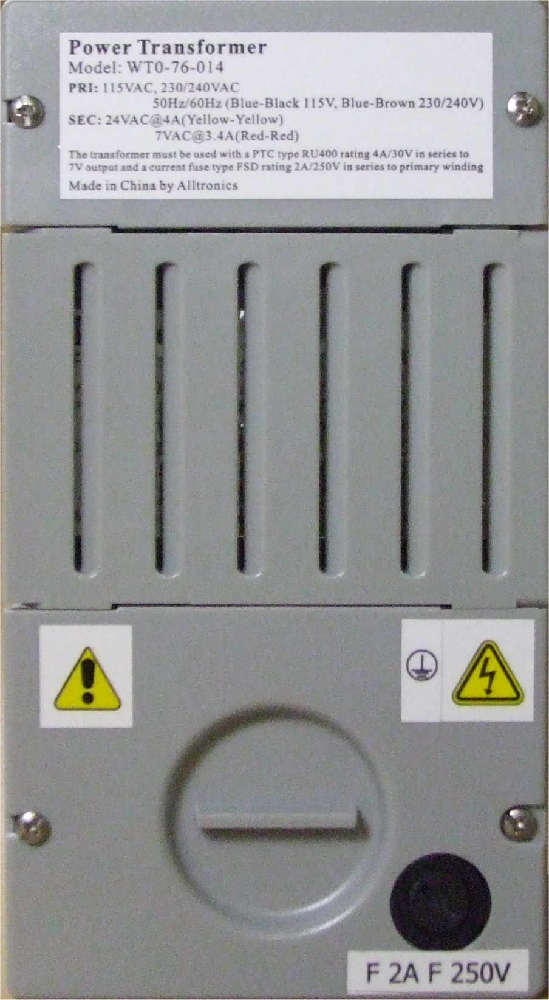 Power Transformer
Model: WT0-76-014
PRI: 115VAC, 230/240VAC
50Hz/60Hz (Blue-Black 115V, Blue-Brown 230/240V)
SEC: 24VAC@4A(Yellow-Yellow)
7VAC@3.4A(Red-Red)
The transformer must be used with a PTC type RU400 rating 4A/30V in series to
7V output and a current fuse type FSD rating 2A/250V in series to primary winding
Made in China by Alltronics
F 2A F 250V